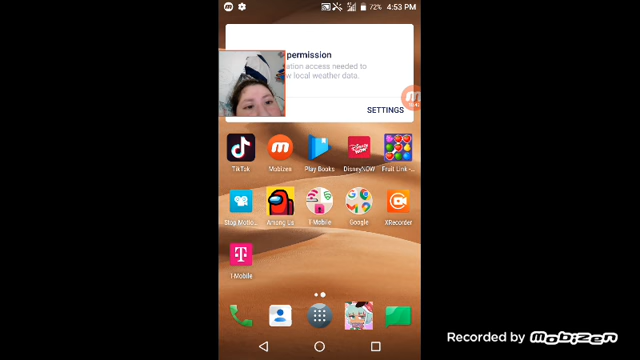 72% 4:53 PM
permission
ation access needed to
w local weather data.
SETTINGS
TikTok
Mobizen
Play Books
DisneyNOW
Fruit Link -...
Stop Motio...
Among Us
T-Mobile
Google
XRecorder
T-Mobile
Recorded by mobizen